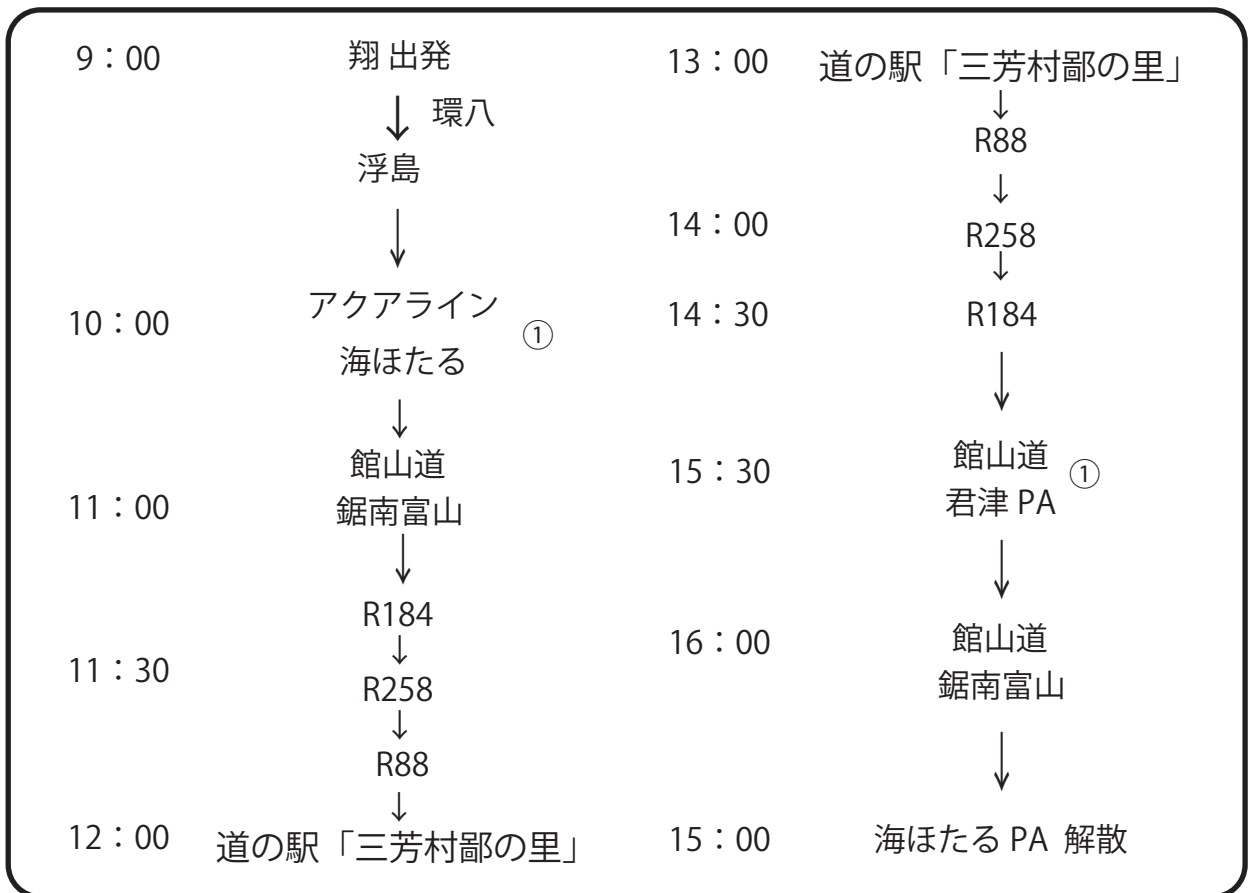 9：00 翔 出発
↓ 環八
浮島
↓
アクアライン
10：00 ①
海ほたる
↓
館山道
11：00 鋸南富山
↓
R184
↓
11：30 R258
↓
R88
↓
12：00 道の駅「三芳村鄙の里」
13：00 道の駅「三芳村鄙の里」
↓
R88
↓
14：00 R258
↓
14：30 R184
↓
館山道
15：30 ①
君津 PA
↓
16：00 館山道
鋸南富山
↓
15：00 海ほたる PA 解散